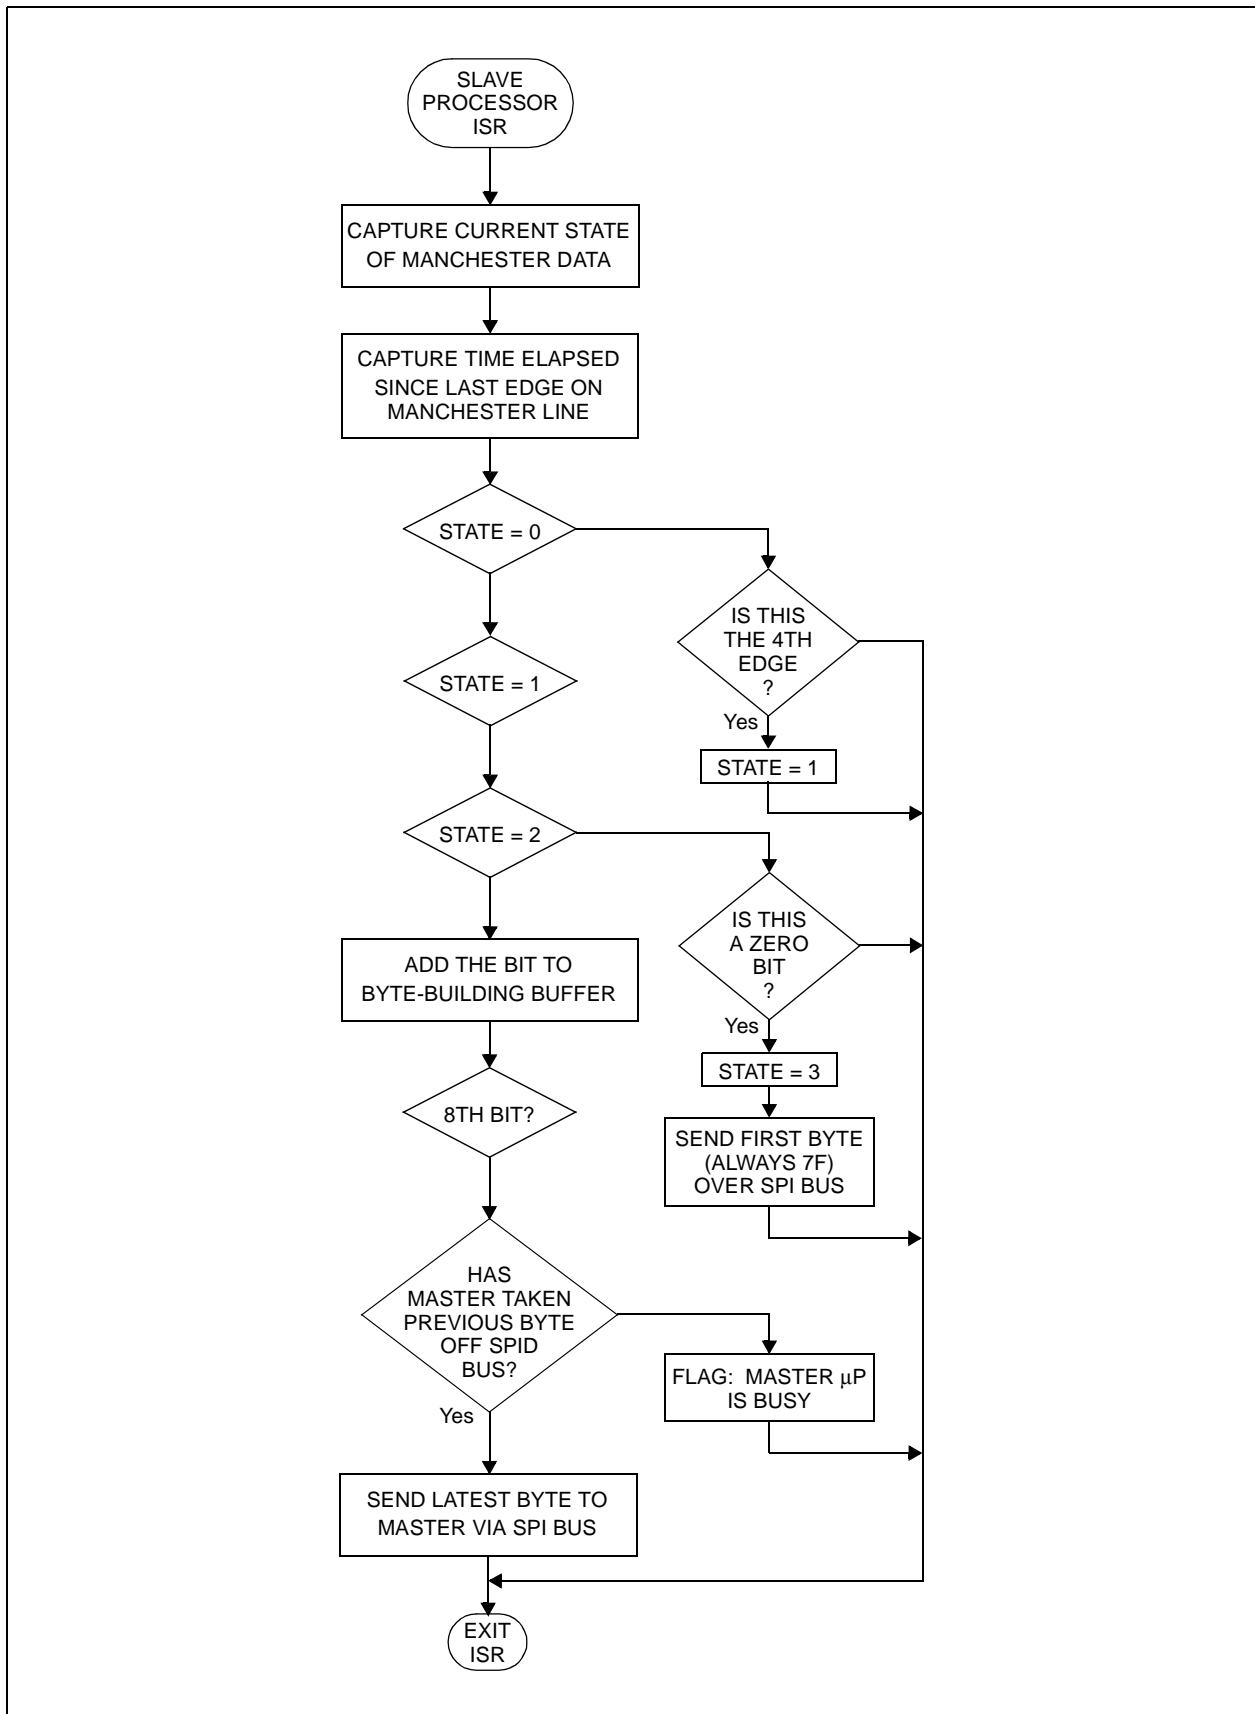 SLAVE
PROCESSOR
ISR
CAPTURE CURRENT STATE
OF MANCHESTER DATA
CAPTURE TIME ELAPSED
SINCE LAST EDGE ON
MANCHESTER LINE
STATE = 0
IS THIS
THE 4TH
EDGE
?
Yes
STATE = 1
STATE = 1
STATE = 2
IS THIS
A ZERO
BIT
?
Yes
STATE = 3
SEND FIRST BYTE
(ALWAYS 7F)
OVER SPI BUS
ADD THE BIT TO
BYTE-BUILDING BUFFER
8TH BIT?
HAS
MASTER TAKEN
PREVIOUS BYTE
OFF SPID
BUS?
Yes
FLAG:  MASTER μP
IS BUSY
SEND LATEST BYTE TO
MASTER VIA SPI BUS
EXIT
ISR